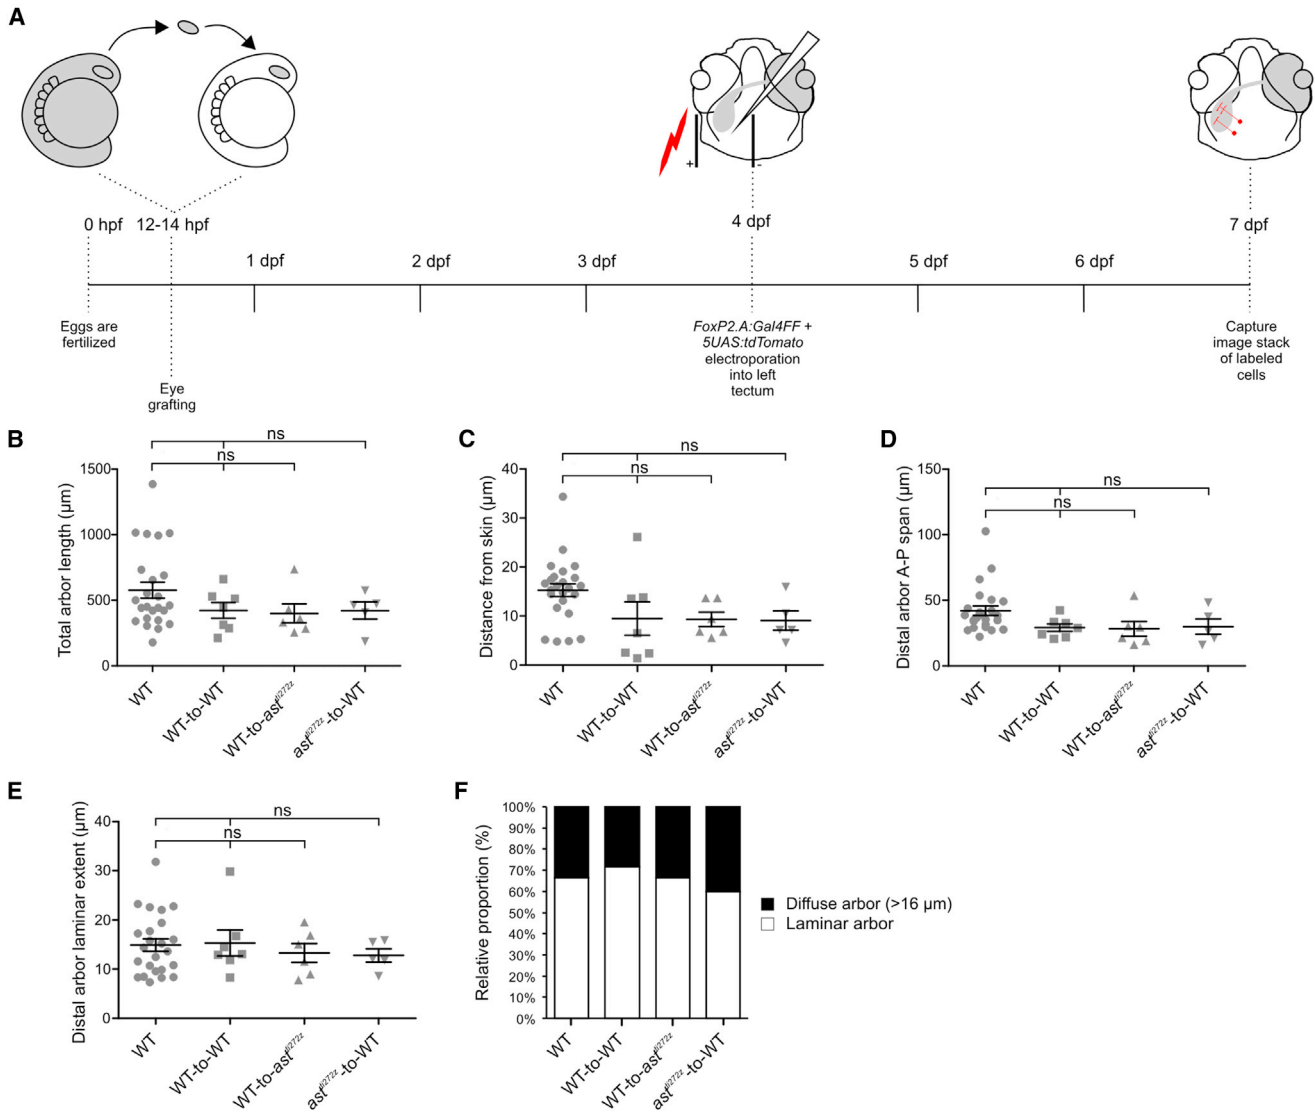 A
+
-
0 hpf
12-14 hpf
1 dpf
2 dpf
3 dpf
4 dpf
5 dpf
6 dpf
7 dpf
Eggs are
fertilized
Eye
grafting
FoxP2.A:Gal4FF +
5UAS:tdTomato
electroporation
into left
tectum
Capture
image stack
of labeled
cells
B
ns
ns
Total arbor length (µm)
1500
1000
500
0
WT
WT-to-WT
WT-to-ast^ti272z
ast^ti272z-to-WT
C
ns
ns
Distance from skin (µm)
40
30
20
10
0
WT
WT-to-WT
WT-to-ast^ti272z
ast^ti272z-to-WT
D
ns
ns
Distal arbor A-P span (µm)
150
100
50
0
WT
WT-to-WT
WT-to-ast^ti272z
ast^ti272z-to-WT
E
ns
ns
Distal arbor laminar extent (µm)
40
30
20
10
0
WT
WT-to-WT
WT-to-ast^ti272z
ast^ti272z-to-WT
F
Relative proportion (%)
100%
90%
80%
70%
60%
50%
40%
30%
20%
10%
0%
WT
WT-to-WT
WT-to-ast^ti272z
ast^ti272z-to-WT
Diffuse arbor (>16 µm)
Laminar arbor